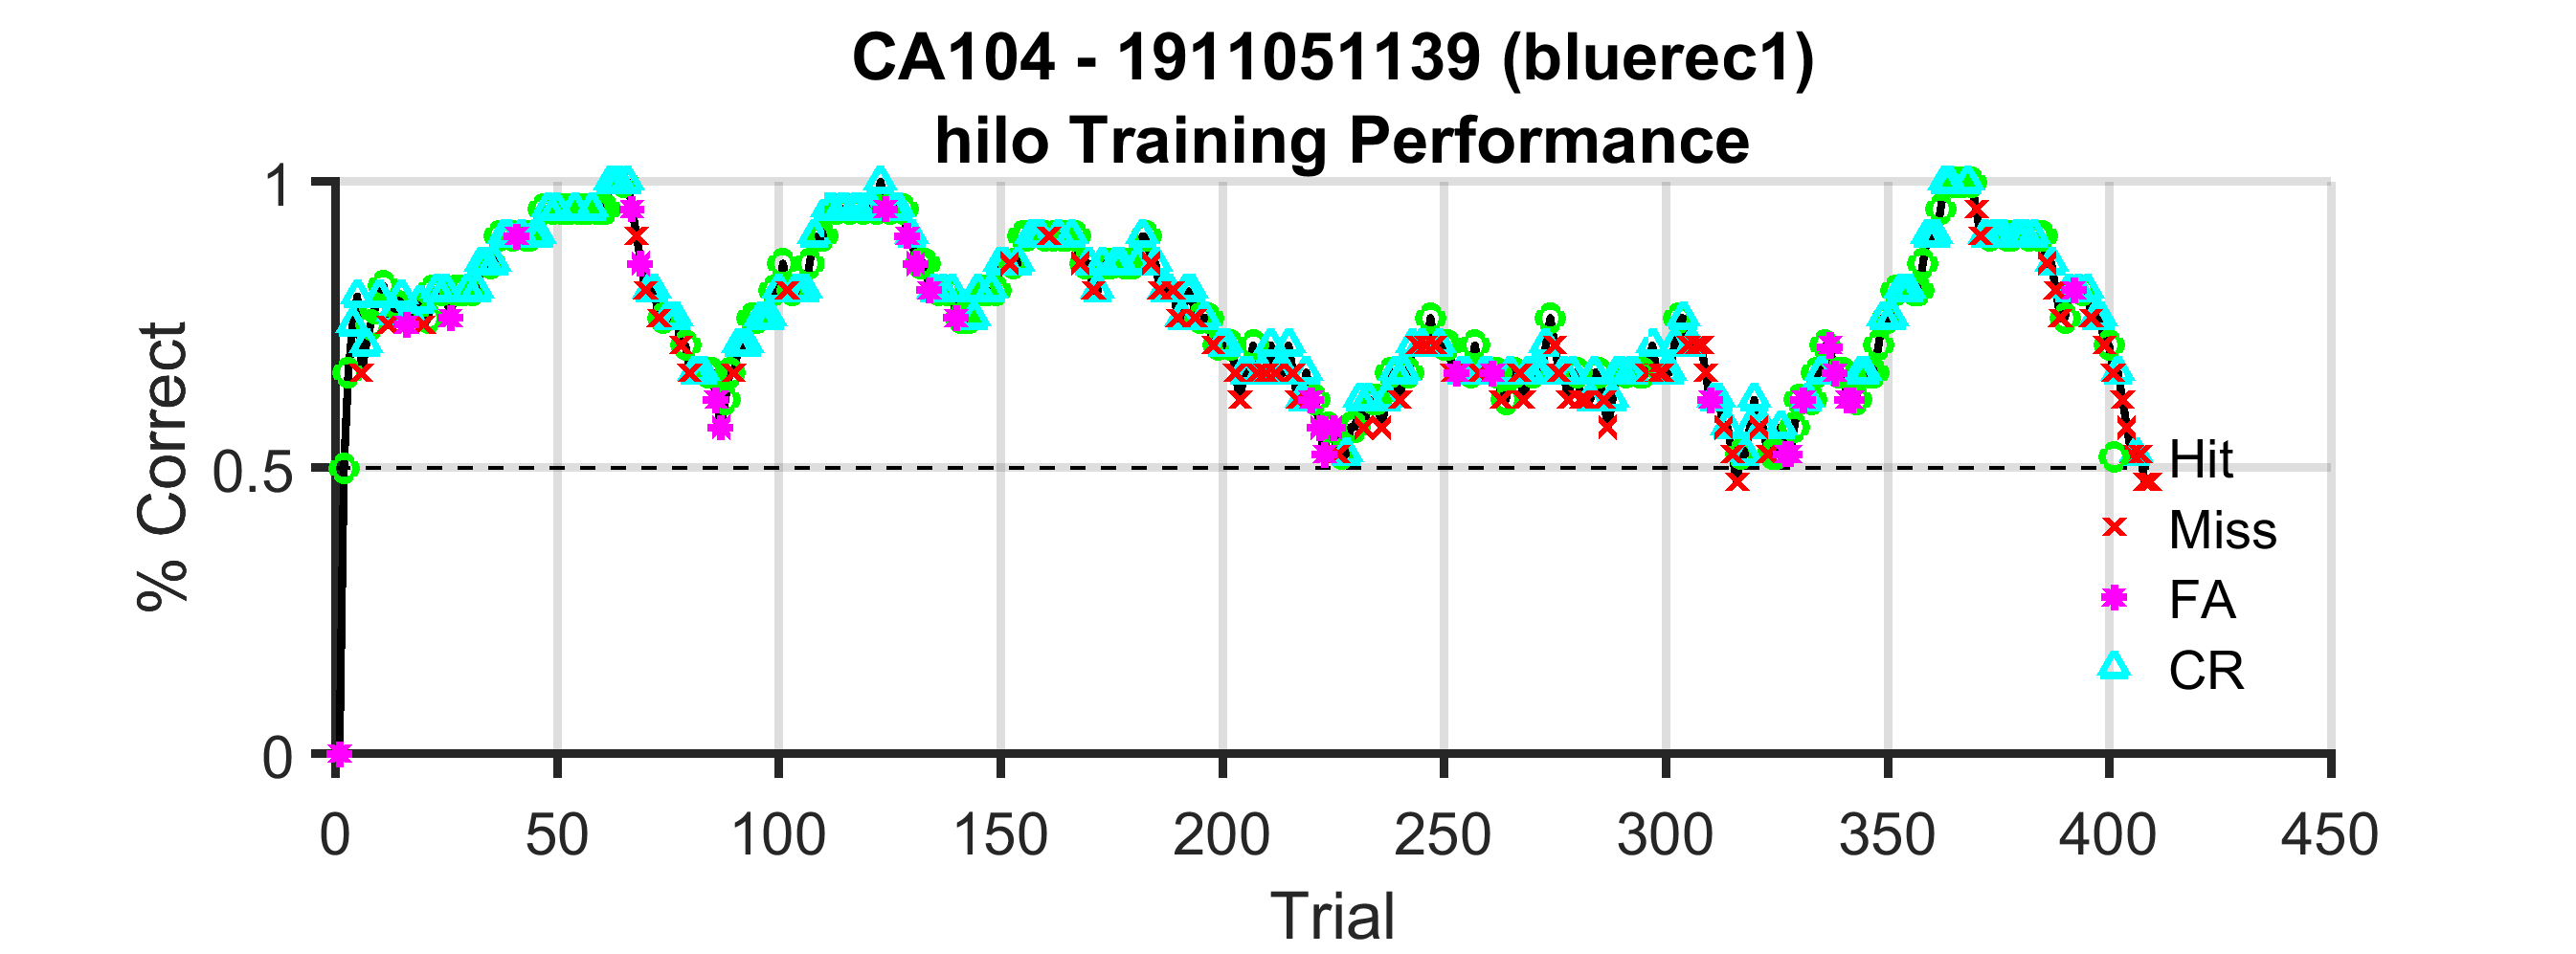 CA104 - 1911051139 (bluerec1)
hilo Training Performance
% Correct
1
0.5
0
Hit
Miss
FA
CR
0 50 100 150 200 250 300 350 400 450
Trial